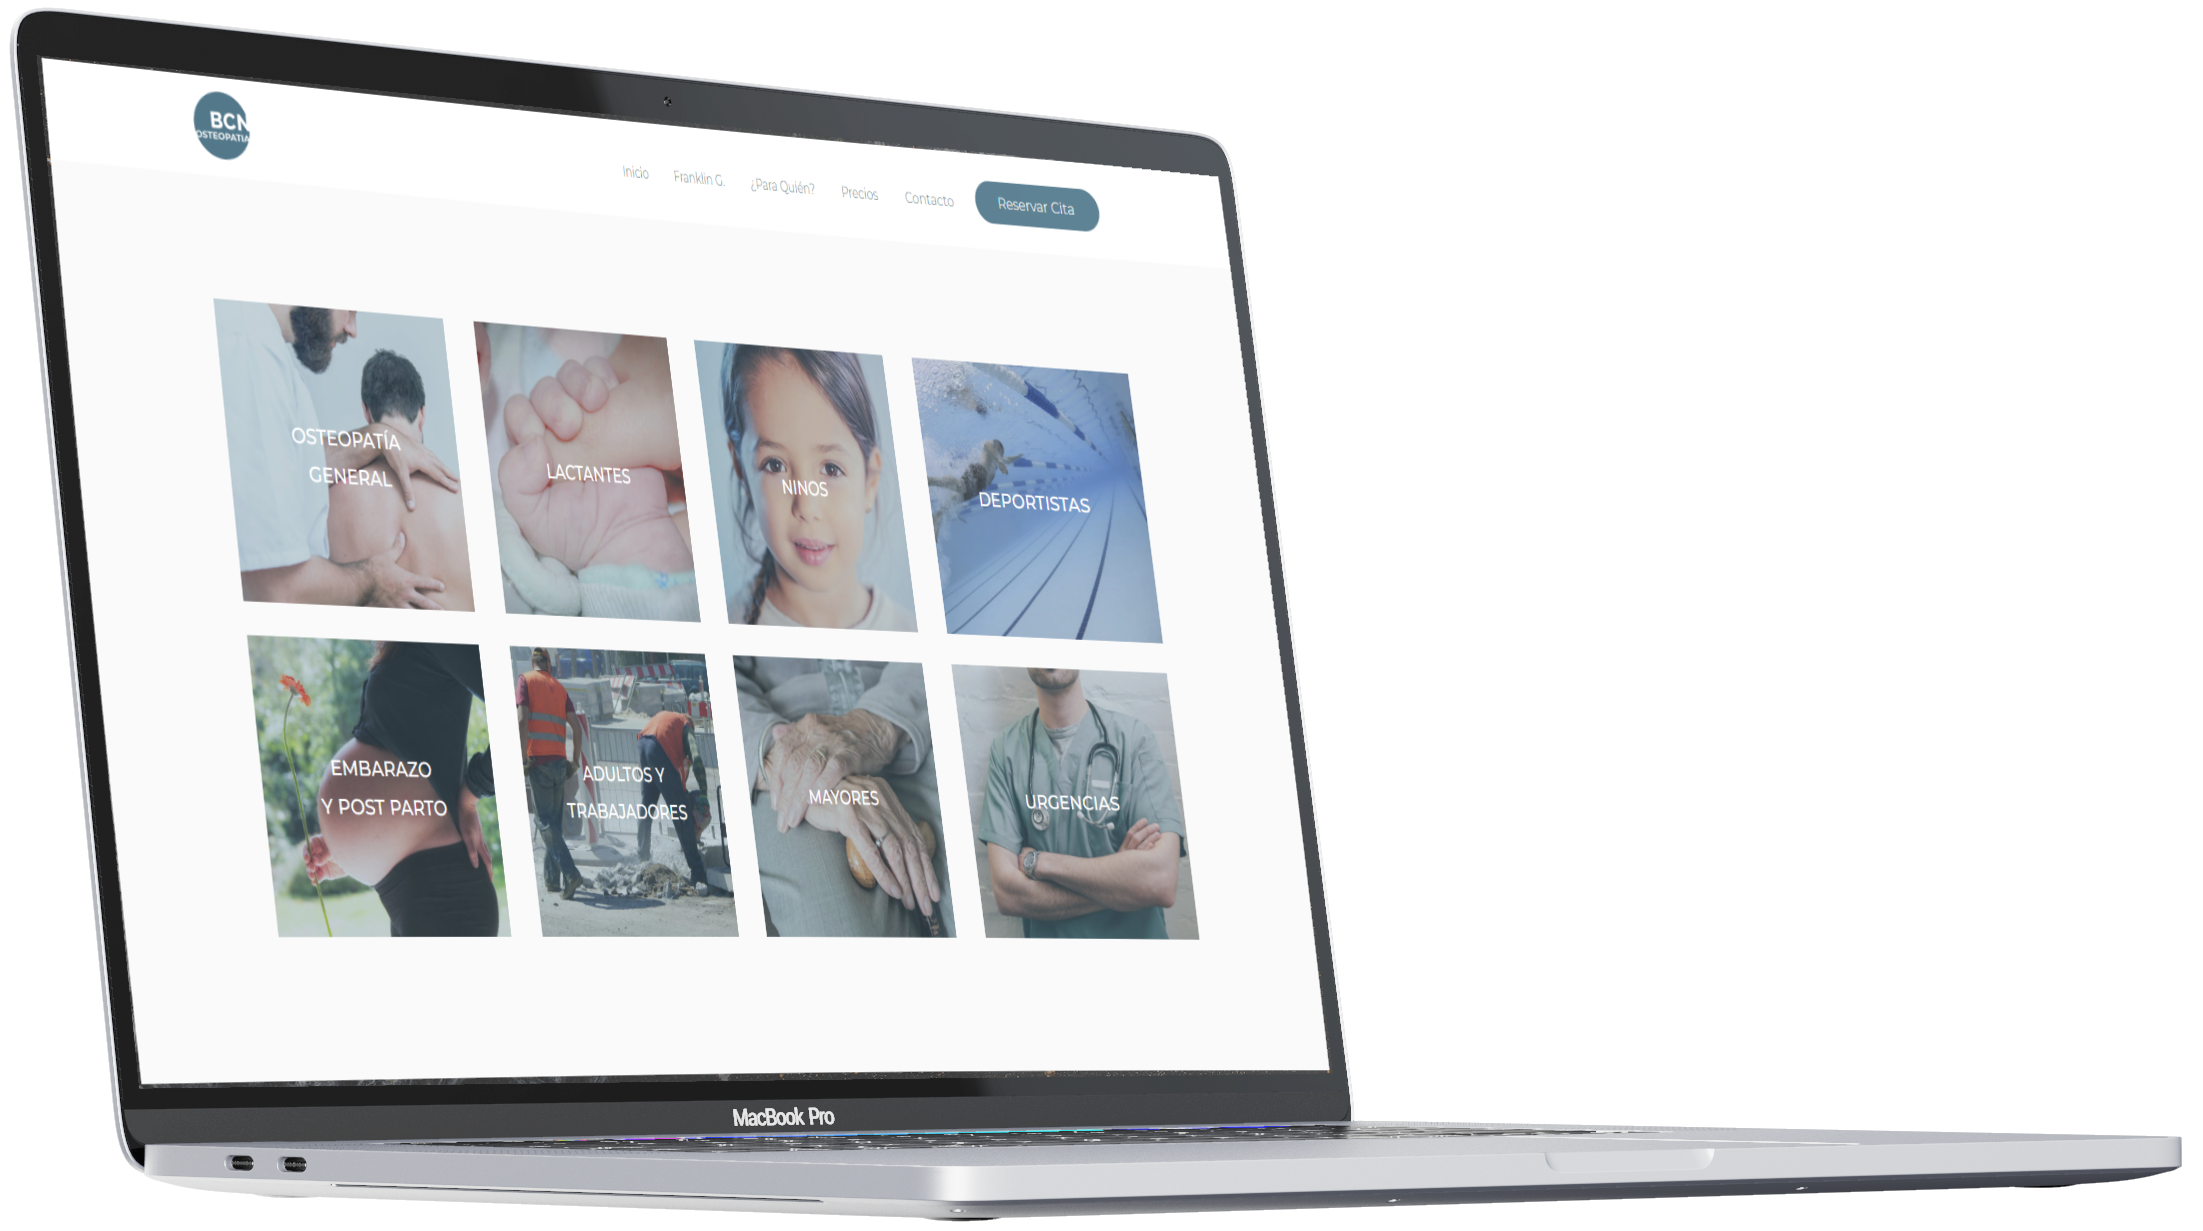 BCN
OSTEOPATIA
Inicio
Franklin G.
¿Para Quién?
Precios
Contacto
Reservar Cita
OSTEOPATÍA
GENERAL
LACTANTES
NINOS
DEPORTISTAS
EMBARAZO
Y POST PARTO
ADULTOS Y
TRABAJADORES
MAYORES
URGENCIAS
MacBook Pro